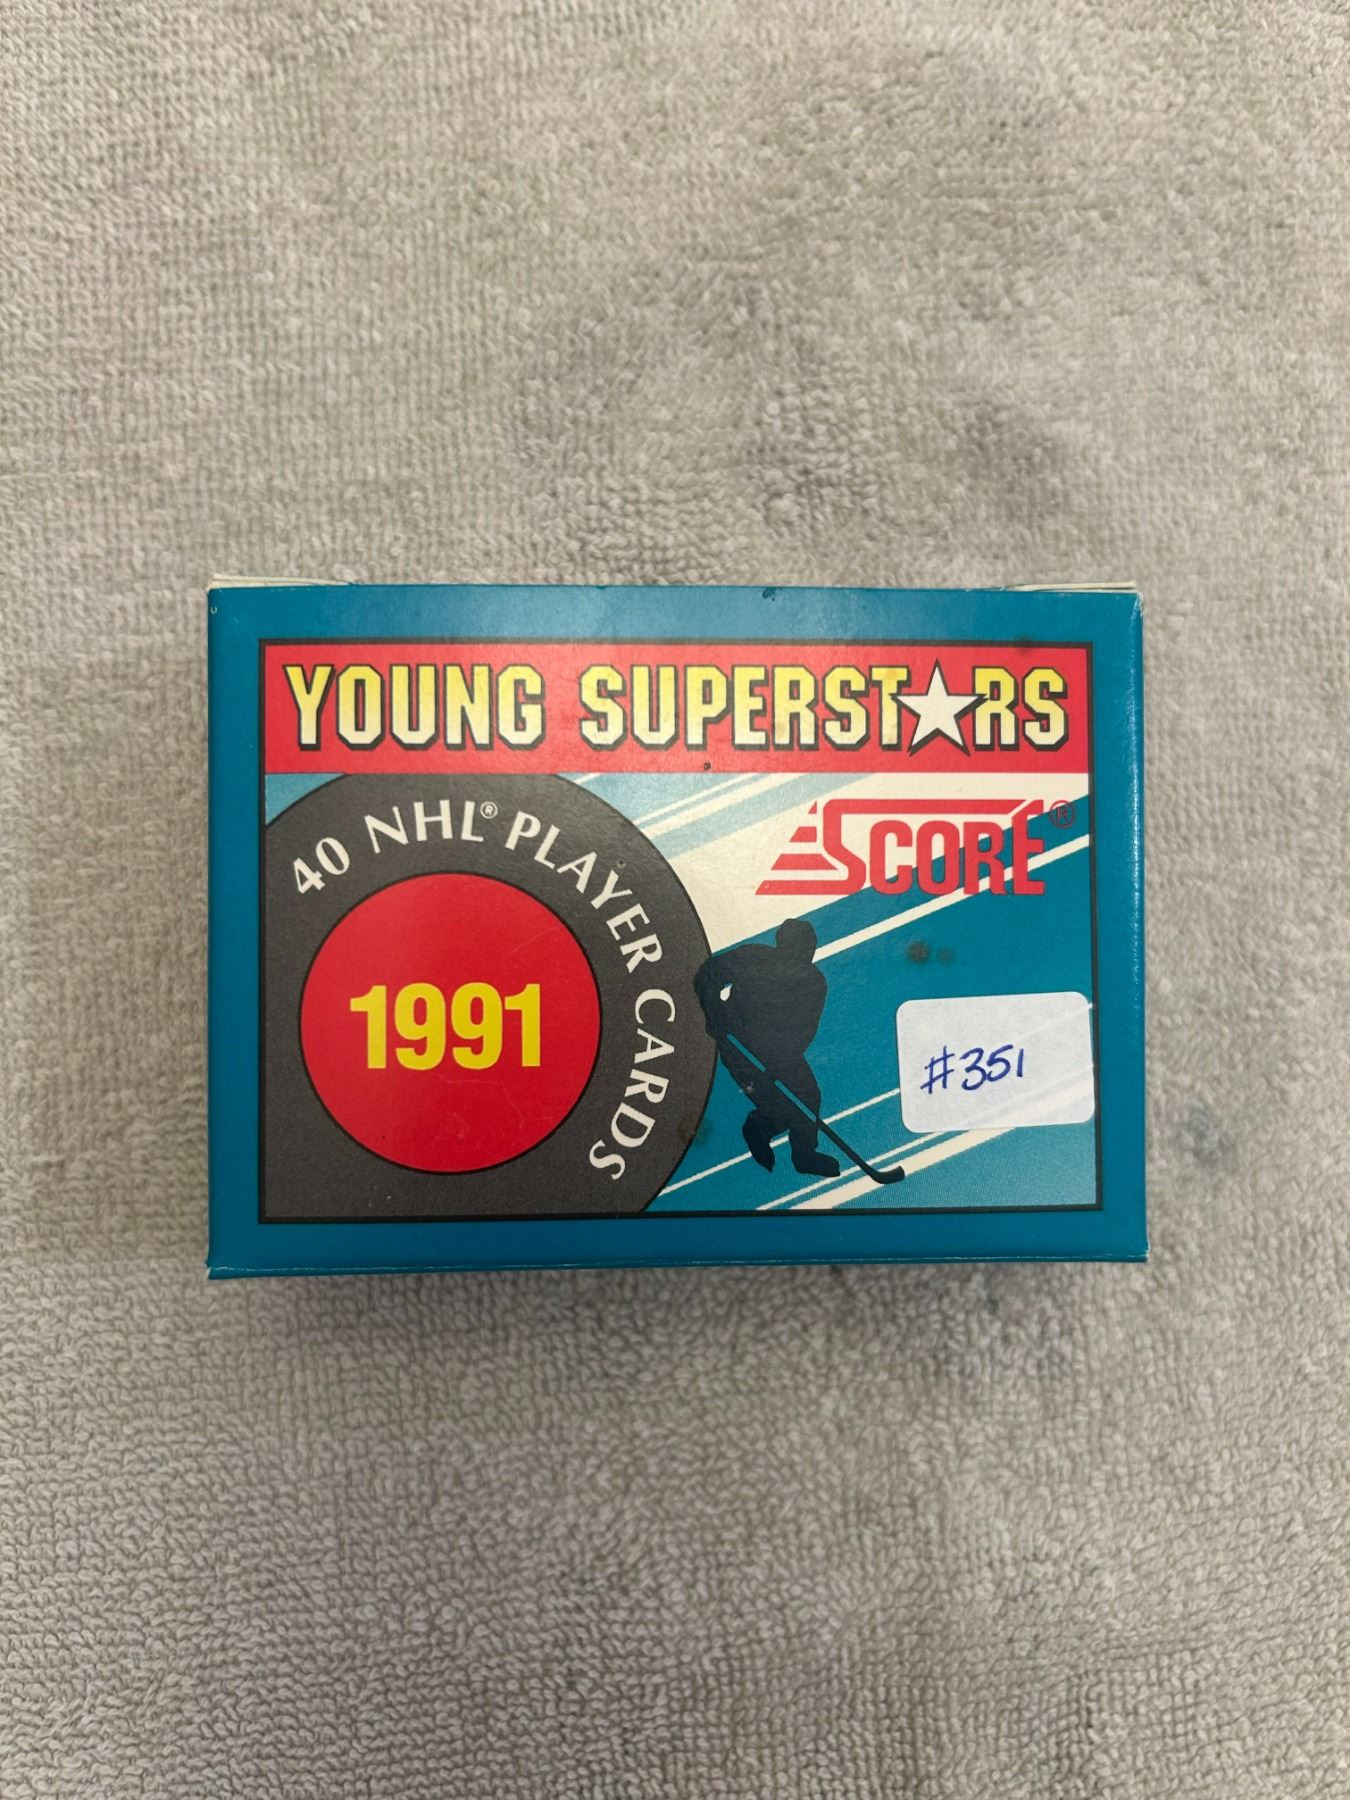 YOUNG SUPERSTARS
40 NHL® PLAYER CARDS
1991
SCORE®
#351